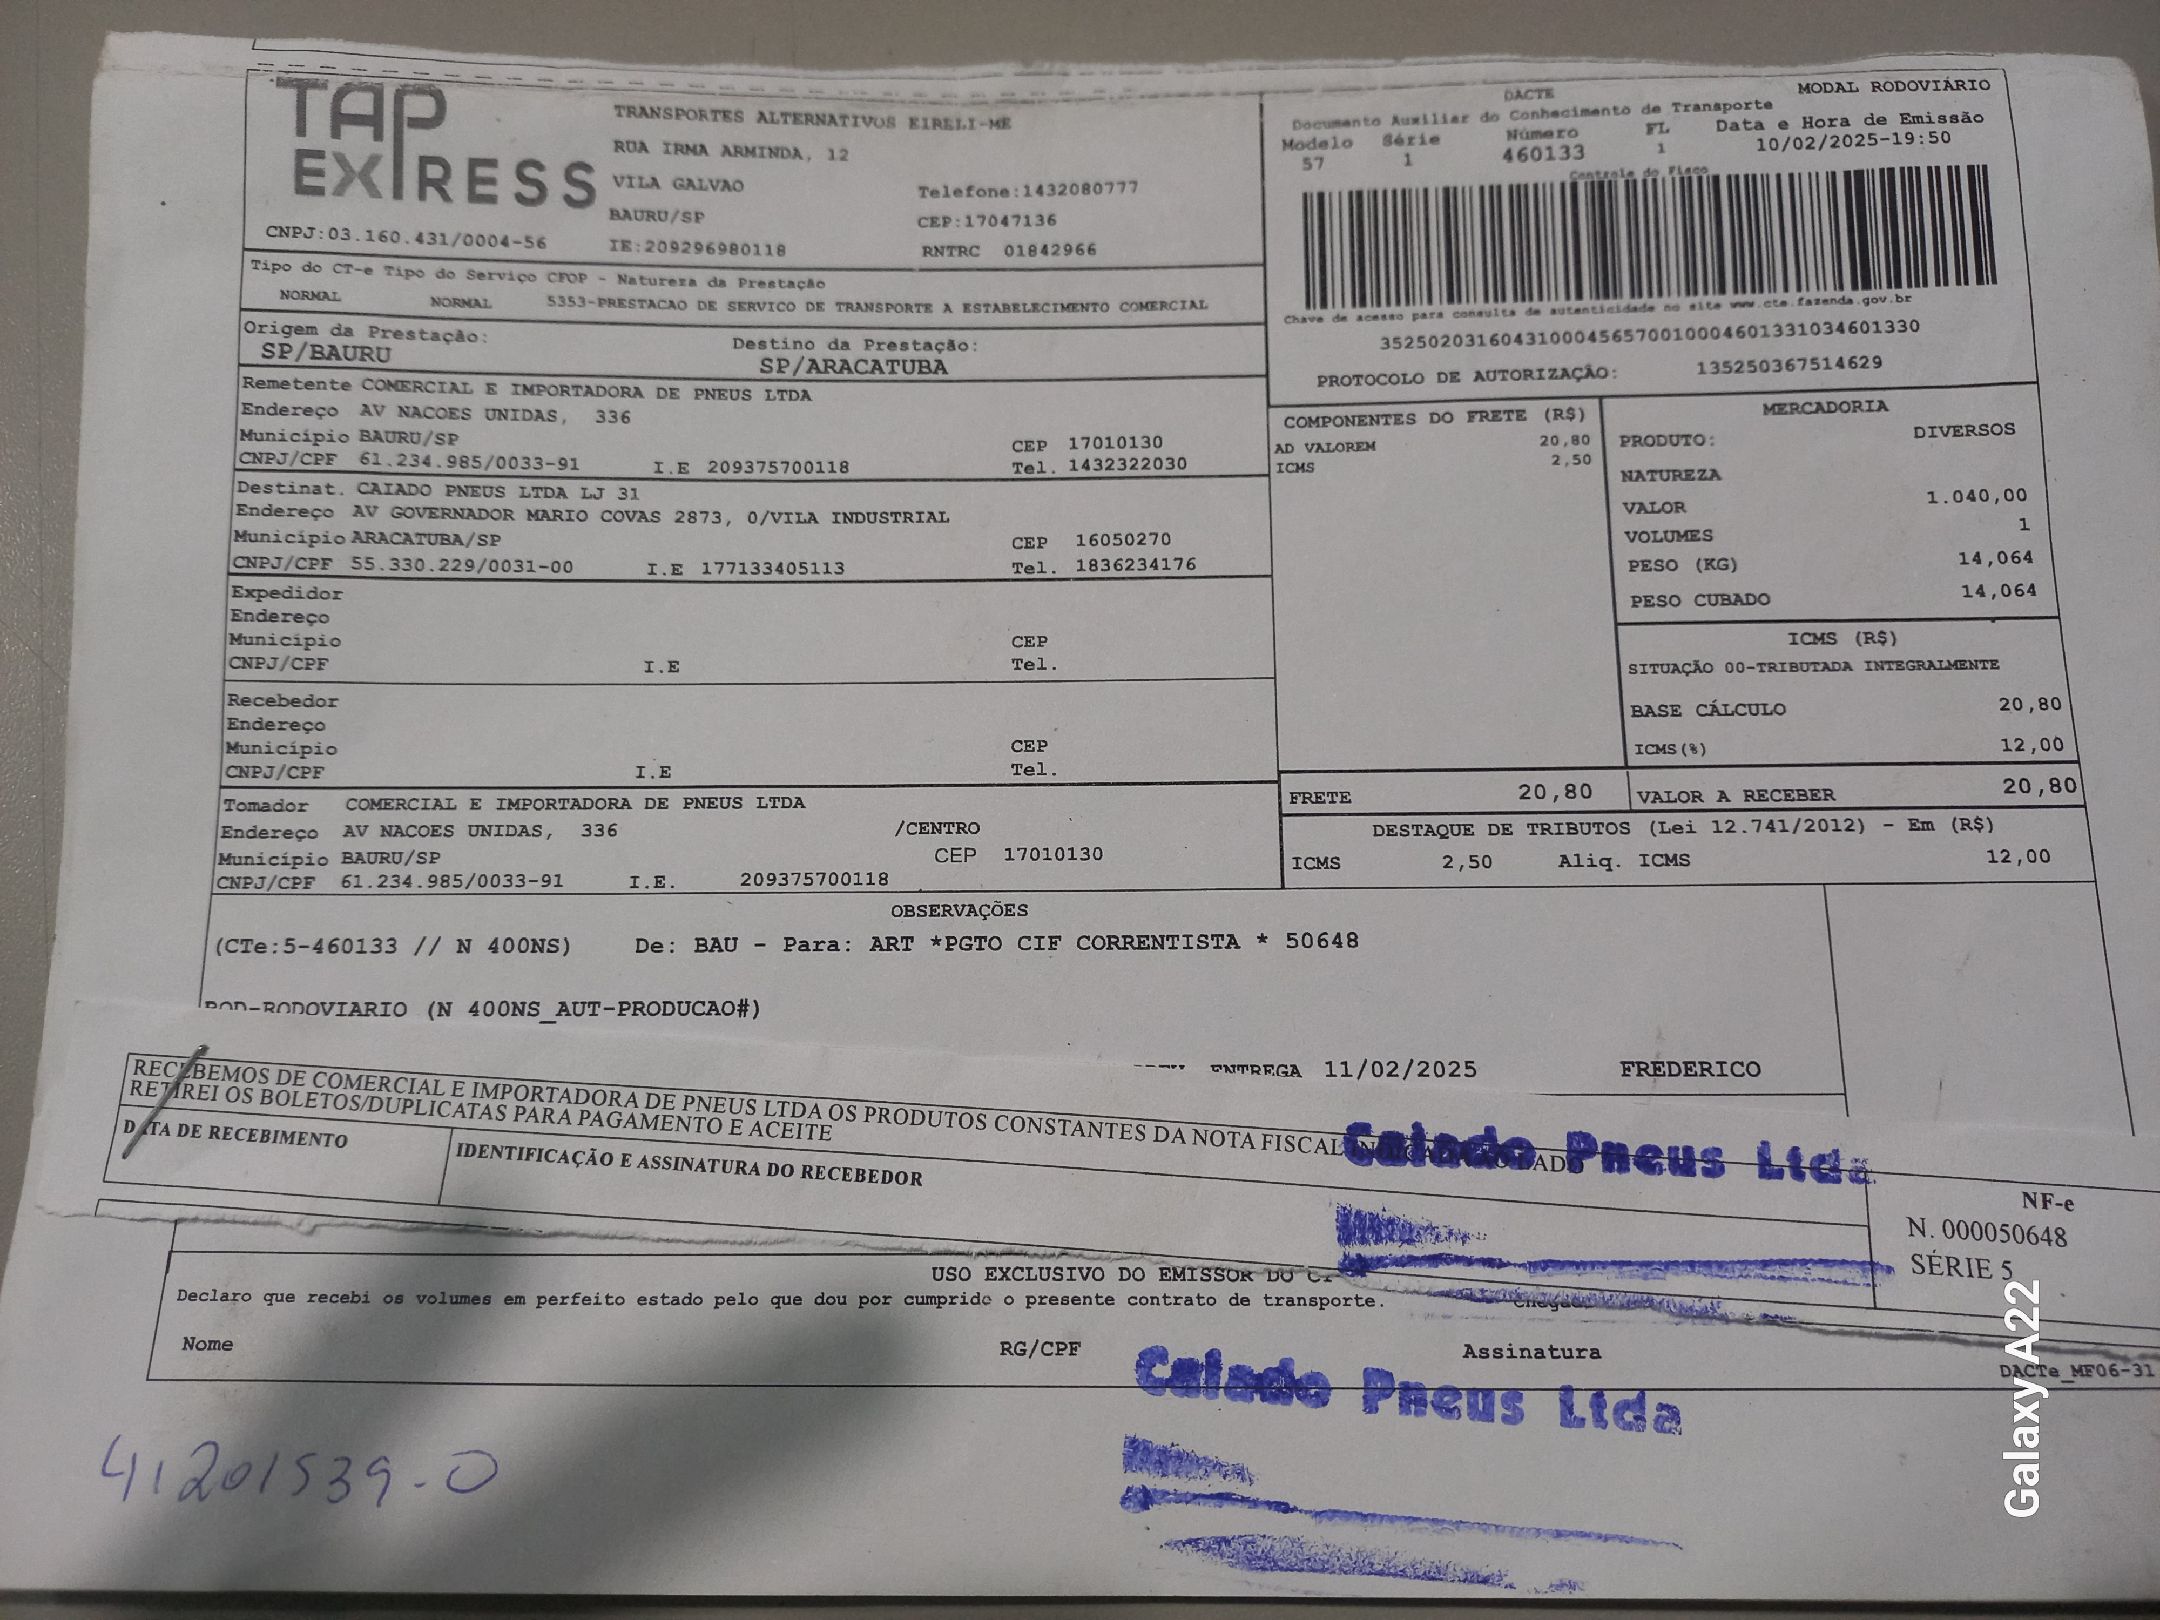 TAP EXPRESS
CNPJ:03.160.431/0004-56
TRANSPORTES ALTERNATIVOS EIRELI-ME
RUA IRMA ARMINDA, 12
VILA GALVAO
Telefone:1432080777
BAURU/SP
CEP:17047136
IE:209296980118
RNTRC 01842966
MODAL RODOVIÁRIO
DACTE
Documento Auxiliar do Conhecimento de Transporte
Modelo Série Número FL Data e Hora de Emissão
57 1 460133 1 10/02/2025-19:50
Controle do Fisco
Chave de acesso para consulta de autenticidade no site www.cte.fazenda.gov.br
35250203160431000456570010004601331034601330
PROTOCOLO DE AUTORIZAÇÃO: 135250367514629
Tipo do CT-e Tipo do Serviço CFOP - Natureza da Prestação
NORMAL NORMAL 5353-PRESTACAO DE SERVICO DE TRANSPORTE A ESTABELECIMENTO COMERCIAL
Origem da Prestação: Destino da Prestação:
SP/BAURU SP/ARACATUBA
Remetente COMERCIAL E IMPORTADORA DE PNEUS LTDA
Endereço AV NACOES UNIDAS, 336
Município BAURU/SP CEP 17010130
CNPJ/CPF 61.234.985/0033-91 I.E 209375700118 Tel. 1432322030
Destinat. CAIADO PNEUS LTDA LJ 31
Endereço AV GOVERNADOR MARIO COVAS 2873, 0/VILA INDUSTRIAL
Município ARACATUBA/SP CEP 16050270
CNPJ/CPF 55.330.229/0031-00 I.E 177133405113 Tel. 1836234176
Expedidor
Endereço
Município CEP
CNPJ/CPF I.E Tel.
Recebedor
Endereço
Município CEP
CNPJ/CPF I.E Tel.
Tomador COMERCIAL E IMPORTADORA DE PNEUS LTDA
Endereço AV NACOES UNIDAS, 336 /CENTRO
Município BAURU/SP CEP 17010130
CNPJ/CPF 61.234.985/0033-91 I.E. 209375700118
COMPONENTES DO FRETE (R$)
AD VALOREM 20,80
ICMS 2,50
MERCADORIA
PRODUTO: DIVERSOS
NATUREZA
VALOR 1.040,00
VOLUMES 1
PESO (KG) 14,064
PESO CUBADO 14,064
ICMS (R$)
SITUAÇÃO 00-TRIBUTADA INTEGRALMENTE
BASE CÁLCULO 20,80
ICMS(%) 12,00
FRETE 20,80 VALOR A RECEBER 20,80
DESTAQUE DE TRIBUTOS (Lei 12.741/2012) - Em (R$)
ICMS 2,50 Aliq. ICMS 12,00
OBSERVAÇÕES
(CTe:5-460133 // N 400NS) De: BAU - Para: ART *PGTO CIF CORRENTISTA * 50648
ROD-RODOVIARIO (N 400NS_AUT-PRODUCAO#)
ENTREGA 11/02/2025 FREDERICO
RECEBEMOS DE COMERCIAL E IMPORTADORA DE PNEUS LTDA OS PRODUTOS CONSTANTES DA NOTA FISCAL INDICADA AO LADO
RETIREI OS BOLETOS/DUPLICATAS PARA PAGAMENTO E ACEITE
DATA DE RECEBIMENTO
IDENTIFICAÇÃO E ASSINATURA DO RECEBEDOR
Caiado Pneus Ltda
NF-e
N. 000050648
SÉRIE 5
USO EXCLUSIVO DO EMISSOR DO
Declaro que recebi os volumes em perfeito estado pelo que dou por cumprido o presente contrato de transporte.
Nome RG/CPF Assinatura
DACTe_MF06-31
Caiado Pneus Ltda
41201539-0
Galaxy A22